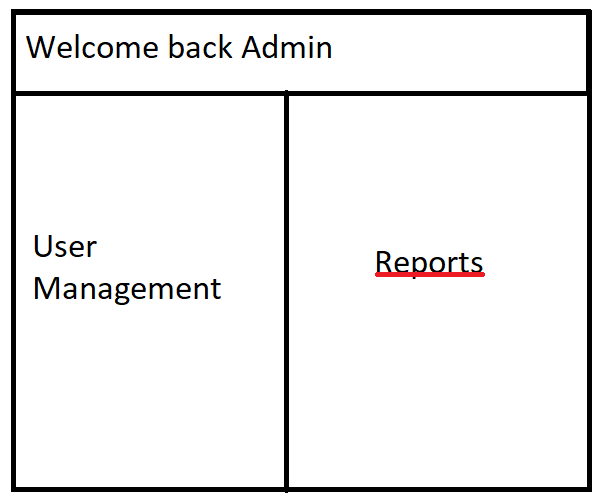 Welcome back Admin
User
Management
Reports